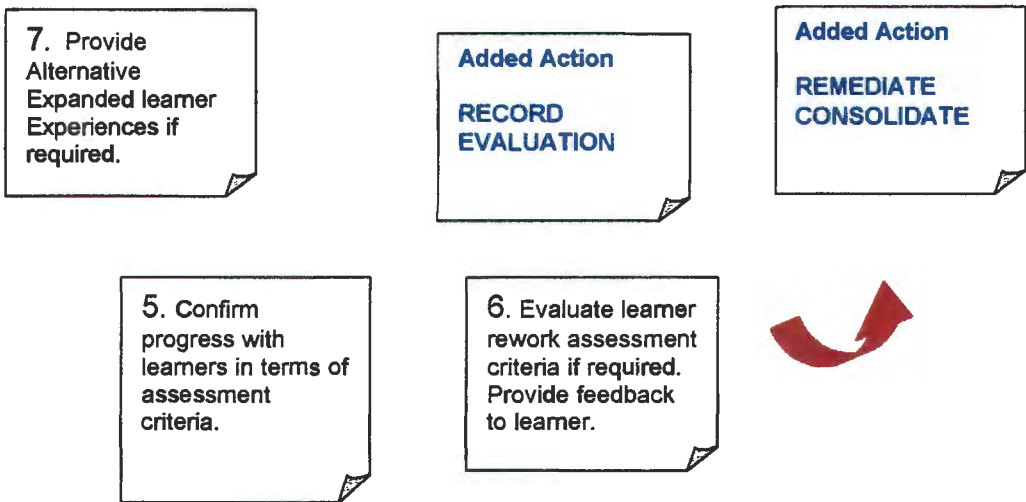 7. Provide
Alternative
Expanded learner
Experiences if
required.
Added Action
RECORD
EVALUATION
Added Action
REMEDIATE
CONSOLIDATE
5. Confirm
progress with
learners in terms of
assessment
criteria.
6. Evaluate learner
rework assessment
criteria if required.
Provide feedback
to learner.